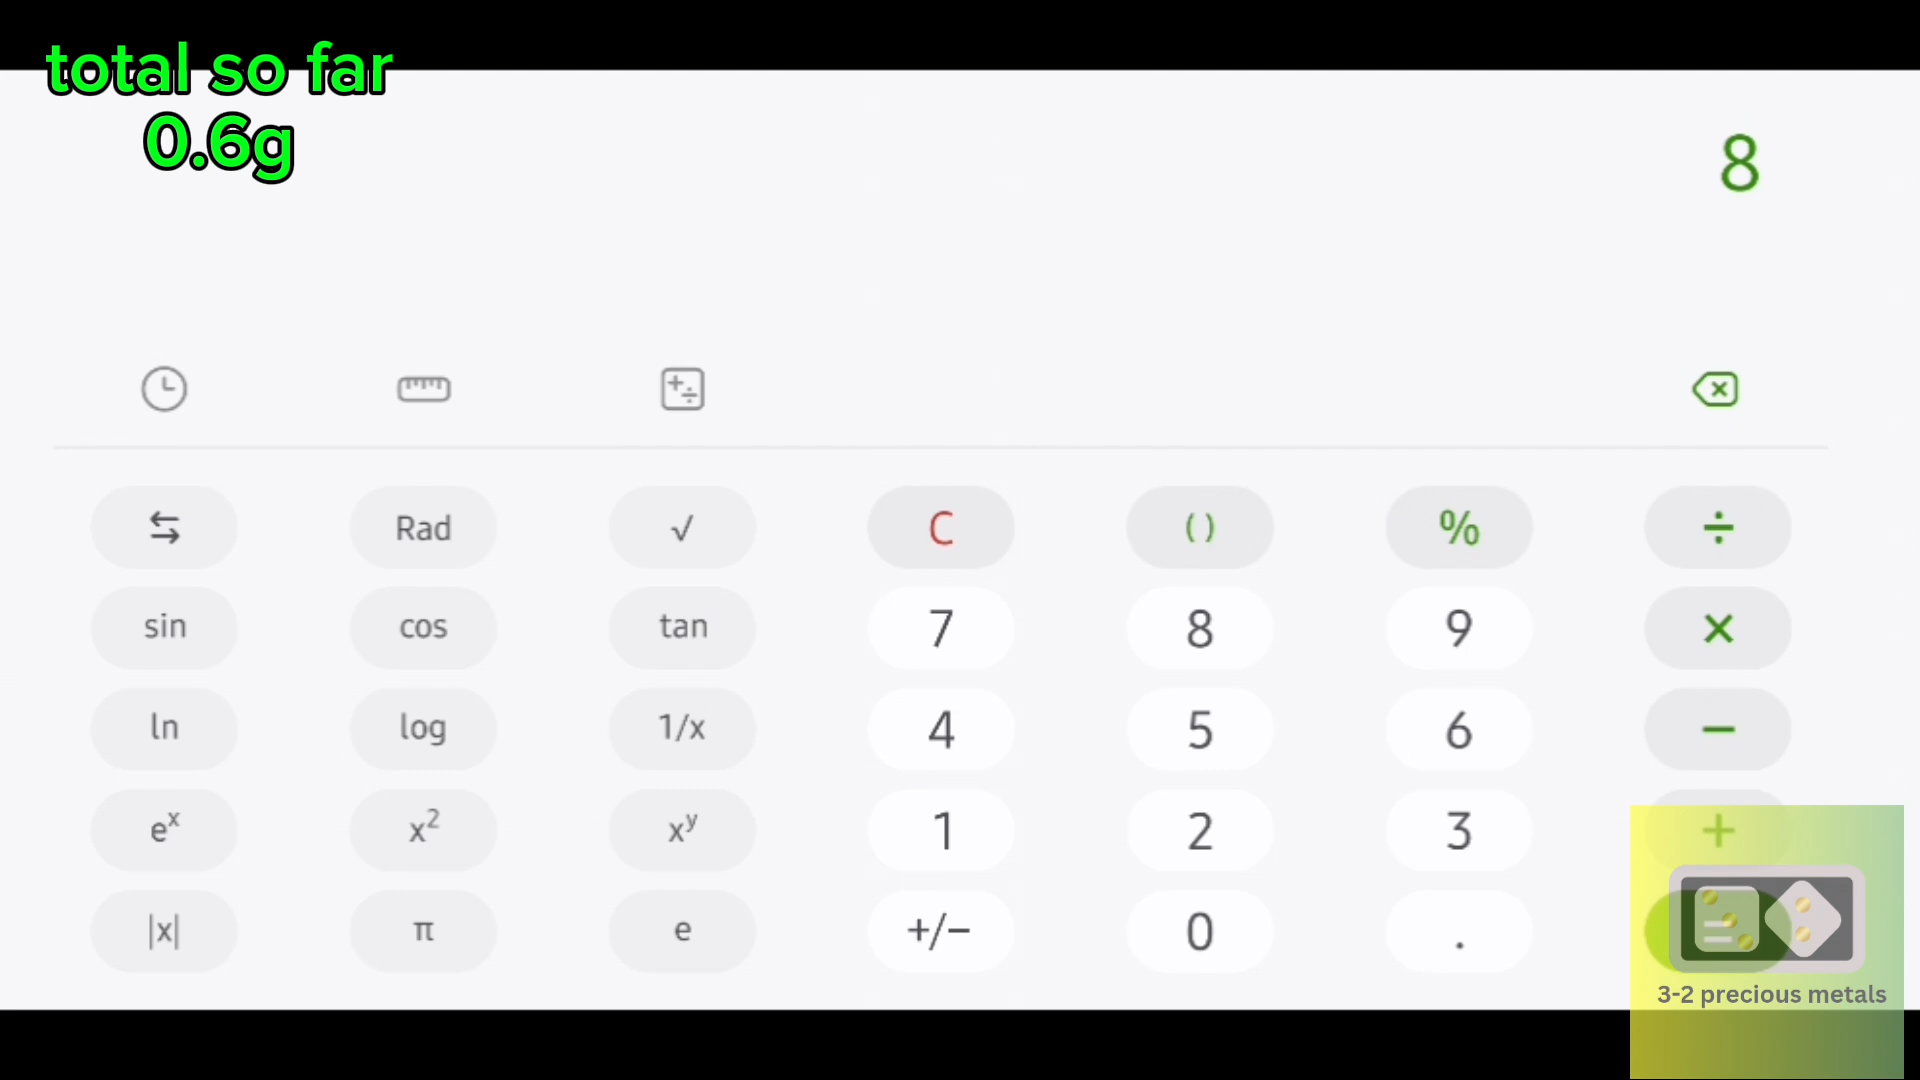 total so far
0.6g
8
Rad √ C ( ) % ÷
sin cos tan 7 8 9 ×
ln log 1/x 4 5 6 −
eˣ x² xʸ 1 2 3 +
|x| π e +/− 0 .
3-2 precious metals